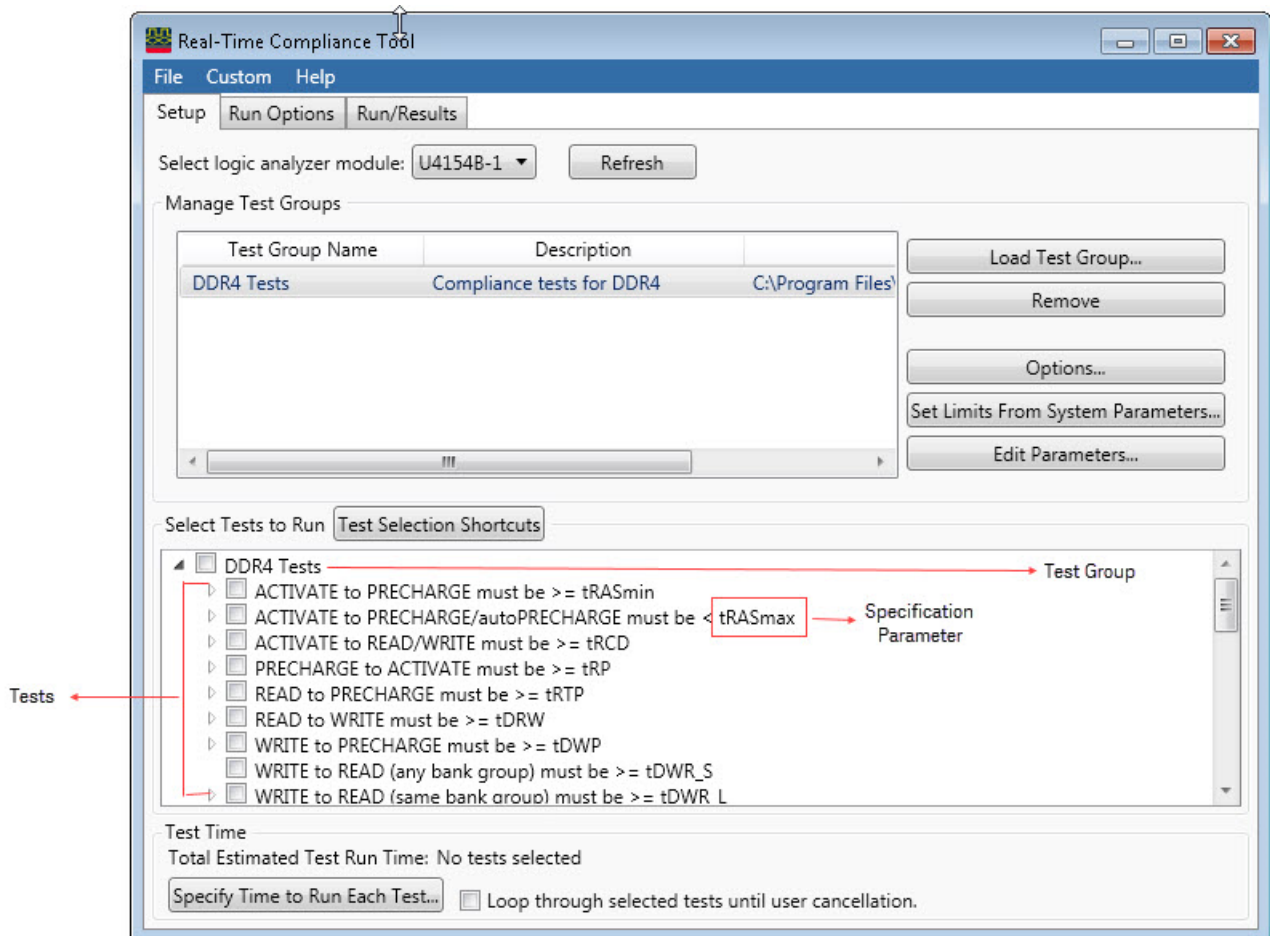 Real-Time Compliance Tool
File Custom Help
Setup Run Options Run/Results
Select logic analyzer module: U4154B-1 Refresh
Manage Test Groups
Test Group Name Description
DDR4 Tests Compliance tests for DDR4 C:\Program Files\
Load Test Group...
Remove
Options...
Set Limits From System Parameters...
Edit Parameters...
Select Tests to Run Test Selection Shortcuts
DDR4 Tests Test Group
ACTIVATE to PRECHARGE must be >= tRASmin
ACTIVATE to PRECHARGE/autoPRECHARGE must be < tRASmax Specification Parameter
ACTIVATE to READ/WRITE must be >= tRCD
PRECHARGE to ACTIVATE must be >= tRP
Tests
READ to PRECHARGE must be >= tRTP
READ to WRITE must be >= tDRW
WRITE to PRECHARGE must be >= tDWP
WRITE to READ (any bank group) must be >= tDWR_S
WRITE to READ (same bank group) must be >= tDWR_L
Test Time
Total Estimated Test Run Time: No tests selected
Specify Time to Run Each Test... Loop through selected tests until user cancellation.